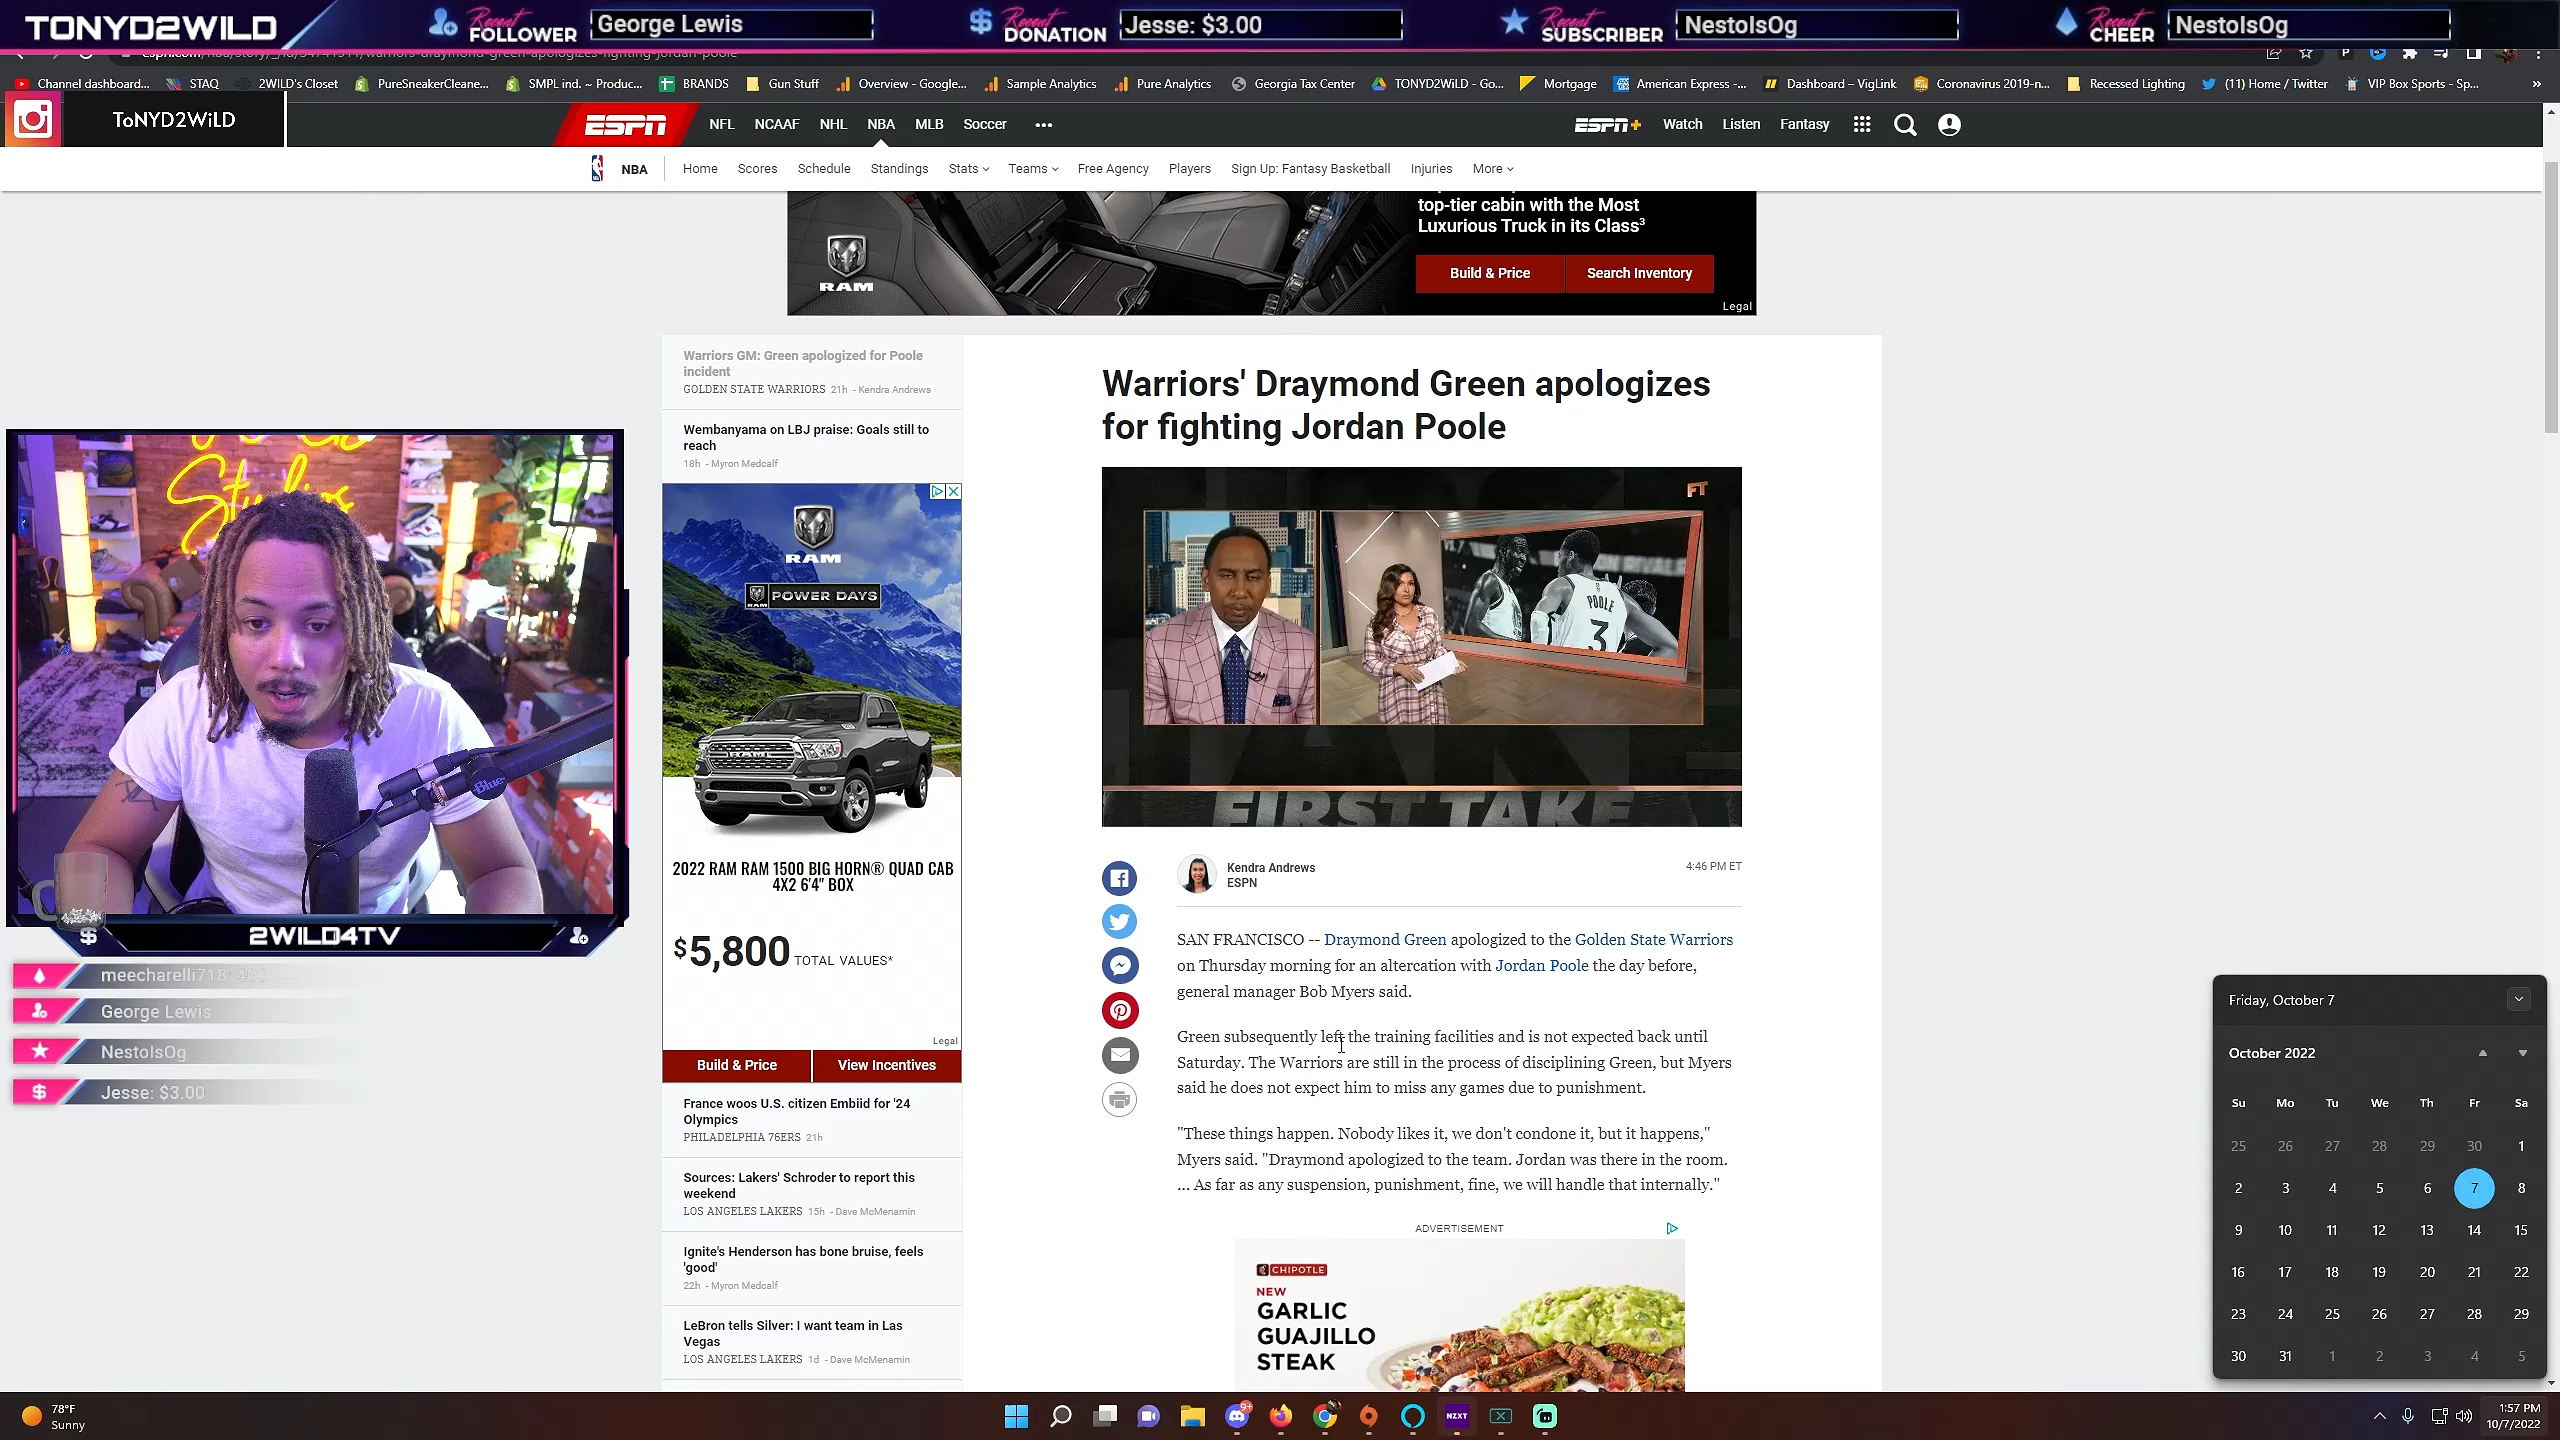 TONYD2WILD
Recent FOLLOWER George Lewis
Recent DONATION Jesse: $3.00
Recent SUBSCRIBER NestoIsOg
Recent CHEER NestoIsOg
Channel dashboard... STAQ 2WILD's Closet PureSneakerCleane... SMPL ind. ~ Produc... BRANDS Gun Stuff Overview - Google... Sample Analytics Pure Analytics Georgia Tax Center TONYD2WiLD - Go... Mortgage American Express -... Dashboard – VigLink Coronavirus 2019-n... Recessed Lighting (11) Home / Twitter VIP Box Sports - Sp... »
ToNYD2WiLD
ESPN NFL NCAAF NHL NBA MLB Soccer ••• ESPN+ Watch Listen Fantasy
NBA Home Scores Schedule Standings Stats Teams Free Agency Players Sign Up: Fantasy Basketball Injuries More
top-tier cabin with the Most
Luxurious Truck in its Class³
RAM
Build & Price Search Inventory
Legal
Warriors GM: Green apologized for Poole
incident
GOLDEN STATE WARRIORS 21h - Kendra Andrews
Wembanyama on LBJ praise: Goals still to
reach
18h - Myron Medcalf
RAM
RAM POWER DAYS
2022 RAM RAM 1500 BIG HORN® QUAD CAB
4X2 6'4" BOX
$5,800 TOTAL VALUES*
Legal
Build & Price View Incentives
France woos U.S. citizen Embiid for '24
Olympics
PHILADELPHIA 76ERS 21h
Sources: Lakers' Schroder to report this
weekend
LOS ANGELES LAKERS 15h - Dave McMenamin
Ignite's Henderson has bone bruise, feels
'good'
22h - Myron Medcalf
LeBron tells Silver: I want team in Las
Vegas
LOS ANGELES LAKERS 1d - Dave McMenamin
Warriors' Draymond Green apologizes
for fighting Jordan Poole
FT
POOLE
3
FIRST TAKE
Kendra Andrews
ESPN
4:46 PM ET
SAN FRANCISCO -- Draymond Green apologized to the Golden State Warriors
on Thursday morning for an altercation with Jordan Poole the day before,
general manager Bob Myers said.
Green subsequently left the training facilities and is not expected back until
Saturday. The Warriors are still in the process of disciplining Green, but Myers
said he does not expect him to miss any games due to punishment.
"These things happen. Nobody likes it, we don't condone it, but it happens,"
Myers said. "Draymond apologized to the team. Jordan was there in the room.
... As far as any suspension, punishment, fine, we will handle that internally."
ADVERTISEMENT
CHIPOTLE
NEW
GARLIC
GUAJILLO
STEAK
Studios
Blue
2WILD4TV
meecharelli718
George Lewis
NestoIsOg
Jesse: $3.00
Friday, October 7
October 2022
Su Mo Tu We Th Fr Sa
25 26 27 28 29 30 1
2 3 4 5 6 7 8
9 10 11 12 13 14 15
16 17 18 19 20 21 22
23 24 25 26 27 28 29
30 31 1 2 3 4 5
78°F
Sunny
9+
NZXT
1:57 PM
10/7/2022